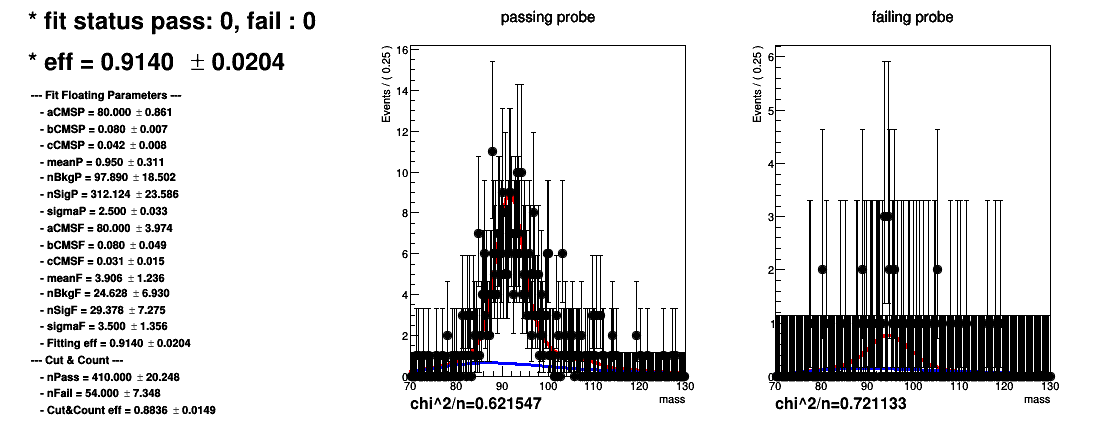 * fit status pass: 0, fail : 0
* eff = 0.9140 ± 0.0204
--- Fit Floating Parameters ---
- aCMSP = 80.000 ± 0.861
- bCMSP = 0.080 ± 0.007
- cCMSP = 0.042 ± 0.008
- meanP = 0.950 ± 0.311
- nBkgP = 97.890 ± 18.502
- nSigP = 312.124 ± 23.586
- sigmaP = 2.500 ± 0.033
- aCMSF = 80.000 ± 3.974
- bCMSF = 0.080 ± 0.049
- cCMSF = 0.031 ± 0.015
- meanF = 3.906 ± 1.236
- nBkgF = 24.628 ± 6.930
- nSigF = 29.378 ± 7.275
- sigmaF = 3.500 ± 1.356
- Fitting eff = 0.9140 ± 0.0204
--- Cut & Count ---
- nPass = 410.000 ± 20.248
- nFail = 54.000 ± 7.348
- Cut&Count eff = 0.8836 ± 0.0149
passing probe
Events / ( 0.25 )
16
14
12
10
8
6
4
2
0
70 80 90 100 110 120 130
mass
chi^2/n=0.621547
failing probe
Events / ( 0.25 )
6
5
4
3
2
1
0
70 80 90 100 110 120 130
mass
chi^2/n=0.721133